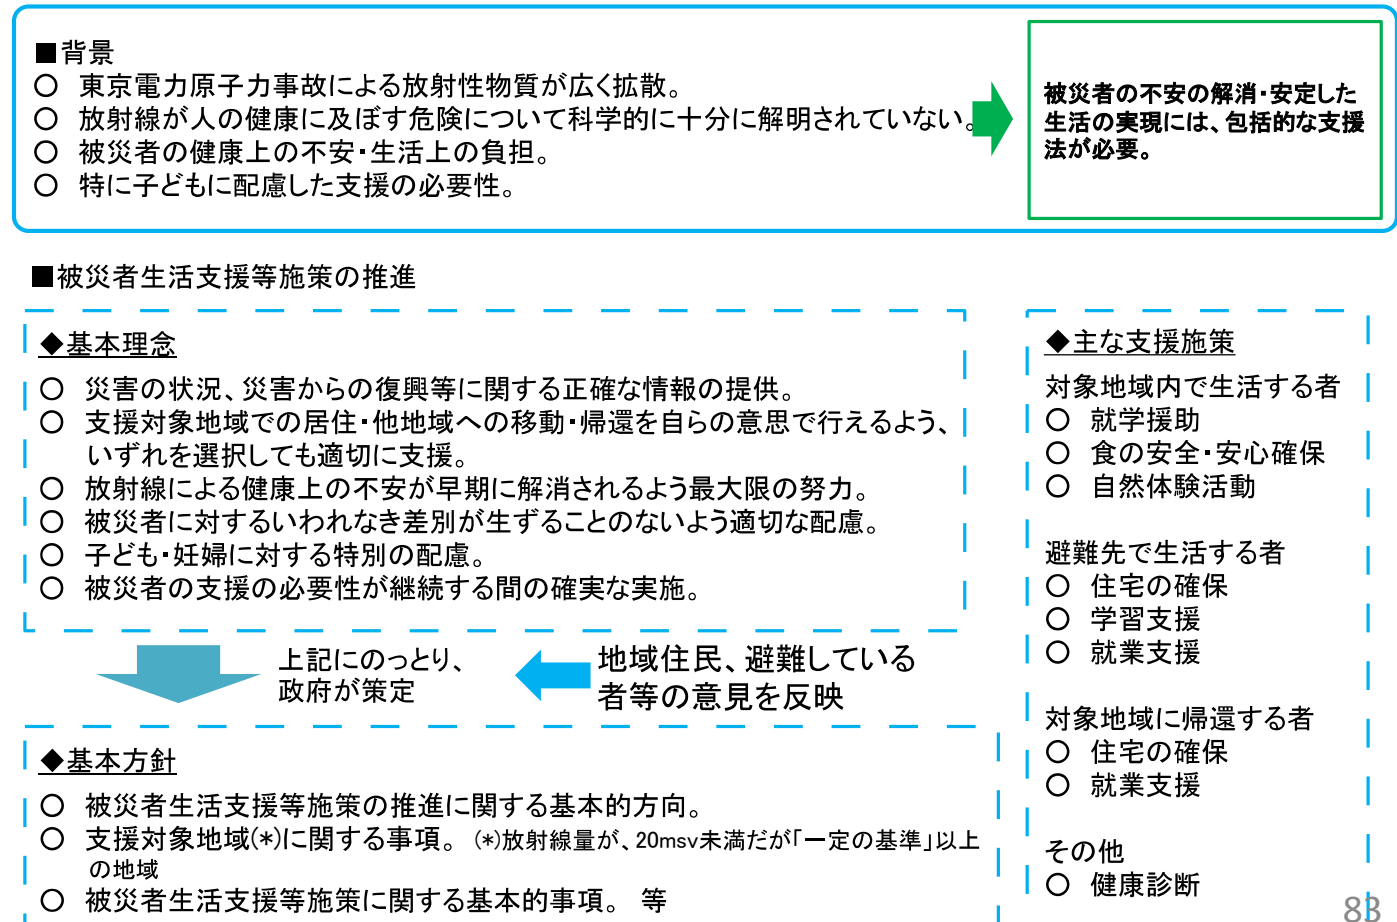 ■背景
○ 東京電力原子力事故による放射性物質が広く拡散。
○ 放射線が人の健康に及ぼす危険について科学的に十分に解明されていない。
○ 被災者の健康上の不安・生活上の負担。
○ 特に子どもに配慮した支援の必要性。
被災者の不安の解消・安定した
生活の実現には、包括的な支援
法が必要。
■被災者生活支援等施策の推進
◆基本理念
○ 災害の状況、災害からの復興等に関する正確な情報の提供。
○ 支援対象地域での居住・他地域への移動・帰還を自らの意思で行えるよう、
いずれを選択しても適切に支援。
○ 放射線による健康上の不安が早期に解消されるよう最大限の努力。
○ 被災者に対するいわれなき差別が生ずることのないよう適切な配慮。
○ 子ども・妊婦に対する特別の配慮。
○ 被災者の支援の必要性が継続する間の確実な実施。
上記にのっとり、
政府が策定
地域住民、避難している
者等の意見を反映
◆基本方針
○ 被災者生活支援等施策の推進に関する基本的方向。
○ 支援対象地域(*)に関する事項。 (*)放射線量が、20msv未満だが「一定の基準」以上
の地域
○ 被災者生活支援等施策に関する基本的事項。 等
◆主な支援施策
対象地域内で生活する者
○ 就学援助
○ 食の安全・安心確保
○ 自然体験活動
避難先で生活する者
○ 住宅の確保
○ 学習支援
○ 就業支援
対象地域に帰還する者
○ 住宅の確保
○ 就業支援
その他
○ 健康診断
83